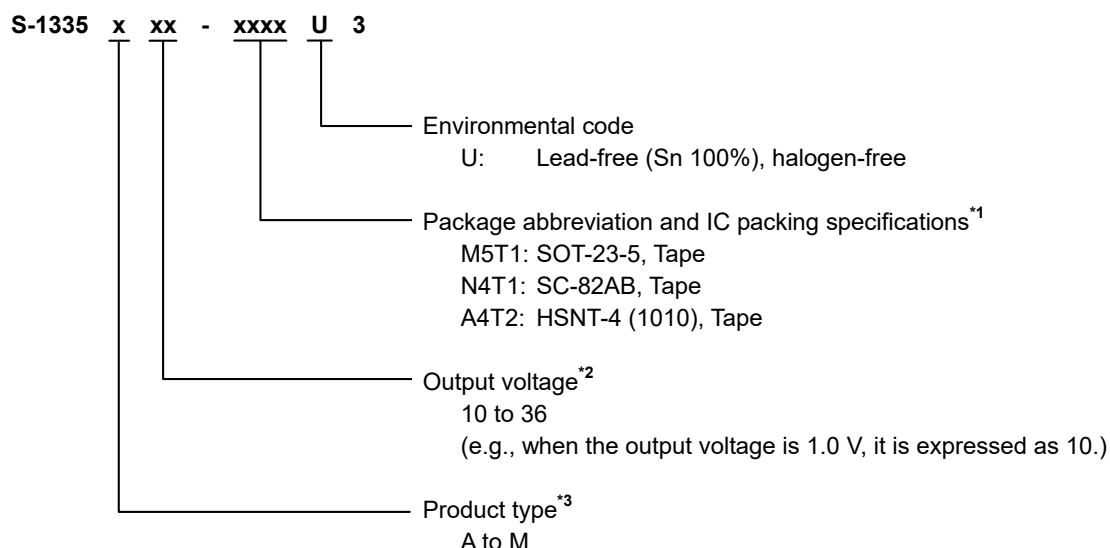 S-1335 x xx - xxxx U 3
Environmental code
U: Lead-free (Sn 100%), halogen-free
Package abbreviation and IC packing specifications*1
M5T1: SOT-23-5, Tape
N4T1: SC-82AB, Tape
A4T2: HSNT-4 (1010), Tape
Output voltage*2
10 to 36
(e.g., when the output voltage is 1.0 V, it is expressed as 10.)
Product type*3
A to M